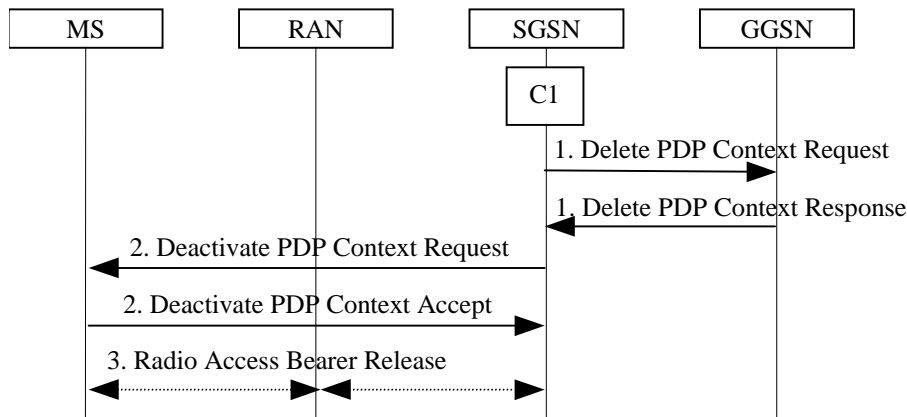 MS RAN SGSN GGSN
C1
1. Delete PDP Context Request
1. Delete PDP Context Response
2. Deactivate PDP Context Request
2. Deactivate PDP Context Accept
3. Radio Access Bearer Release